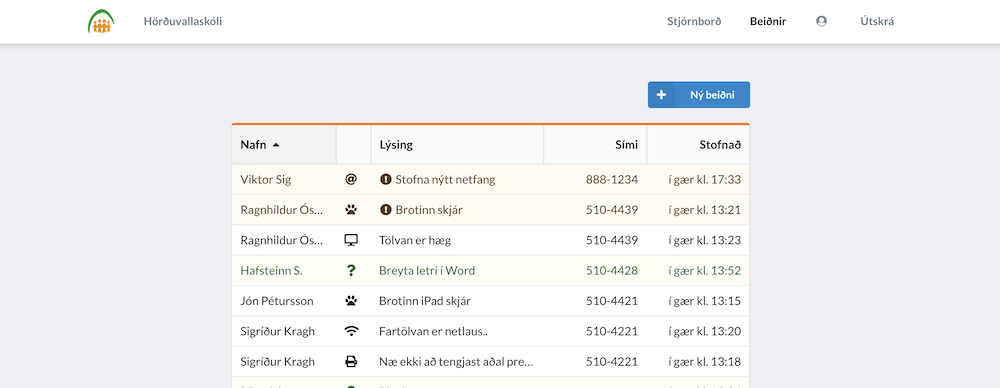 Hörðuvallaskóli Stjórnborð Beiðnir Útskrá
Ný beiðni
Nafn Lýsing Sími Stofnað
Viktor Sig @ Stofna nýtt netfang 888-1234 í gær kl. 17:33
Ragnhildur Ós... Brotinn skjár 510-4439 í gær kl. 13:21
Ragnhildur Ós... Tölvan er hæg 510-4439 í gær kl. 13:23
Hafsteinn S. ? Breyta letri í Word 510-4428 í gær kl. 13:52
Jón Pétursson Brotinn iPad skjár 510-4421 í gær kl. 13:15
Sigríður Kragh Fartölvan er netlaus.. 510-4221 í gær kl. 13:20
Sigríður Kragh Næ ekki að tengjast aðal pre... 510-4221 í gær kl. 13:18